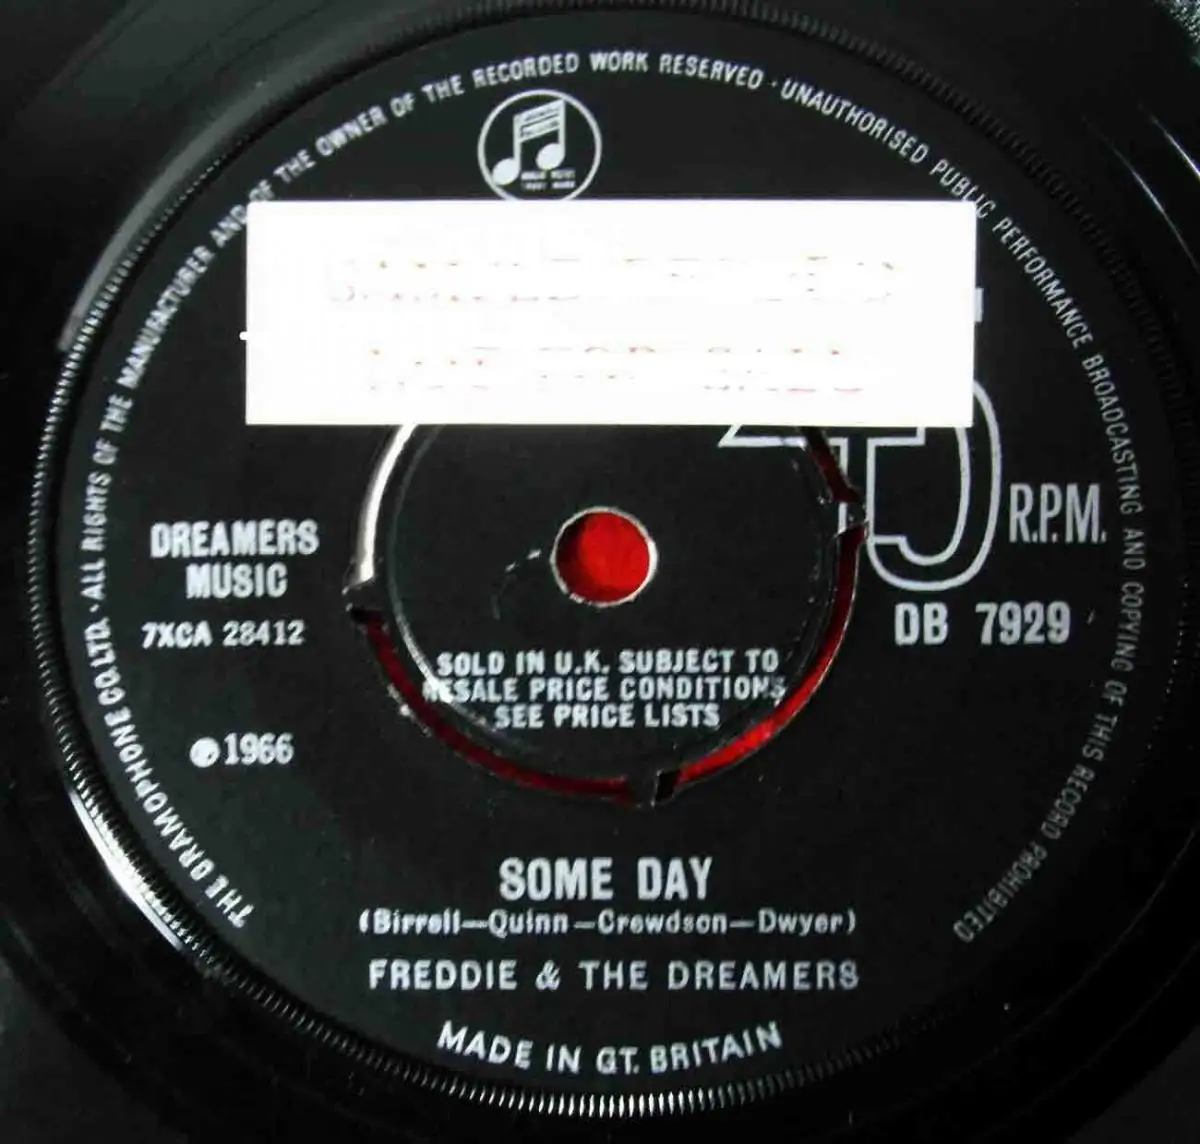 THE GRAMOPHONE CO.LTD. · ALL RIGHTS OF THE MANUFACTURER AND OF THE OWNER OF THE RECORDED WORK RESERVED · UNAUTHORISED PUBLIC PERFORMANCE BROADCASTING AND COPYING OF THIS RECORD PROHIBITED
45 R.P.M.
DREAMERS
MUSIC
7XCA 28412
DB 7929
SOLD IN U.K. SUBJECT TO
RESALE PRICE CONDITIONS
SEE PRICE LISTS
℗ 1966
SOME DAY
(Birrell—Quinn—Crewdson—Dwyer)
FREDDIE & THE DREAMERS
MADE IN GT. BRITAIN